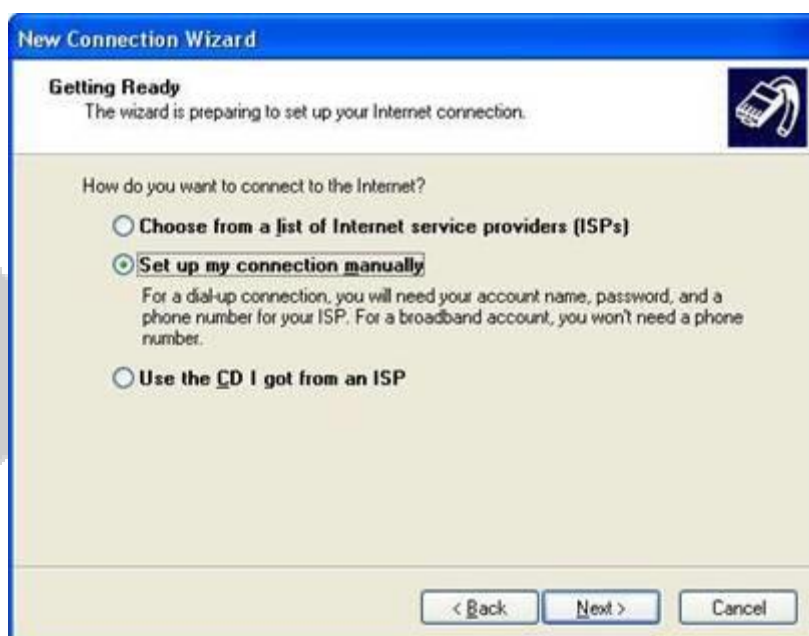 New Connection Wizard
Getting Ready
The wizard is preparing to set up your Internet connection.
How do you want to connect to the Internet?
Choose from a list of Internet service providers (ISPs)
Set up my connection manually
For a dial-up connection, you will need your account name, password, and a
phone number for your ISP. For a broadband account, you won't need a phone
number.
Use the CD I got from an ISP
< Back Next > Cancel